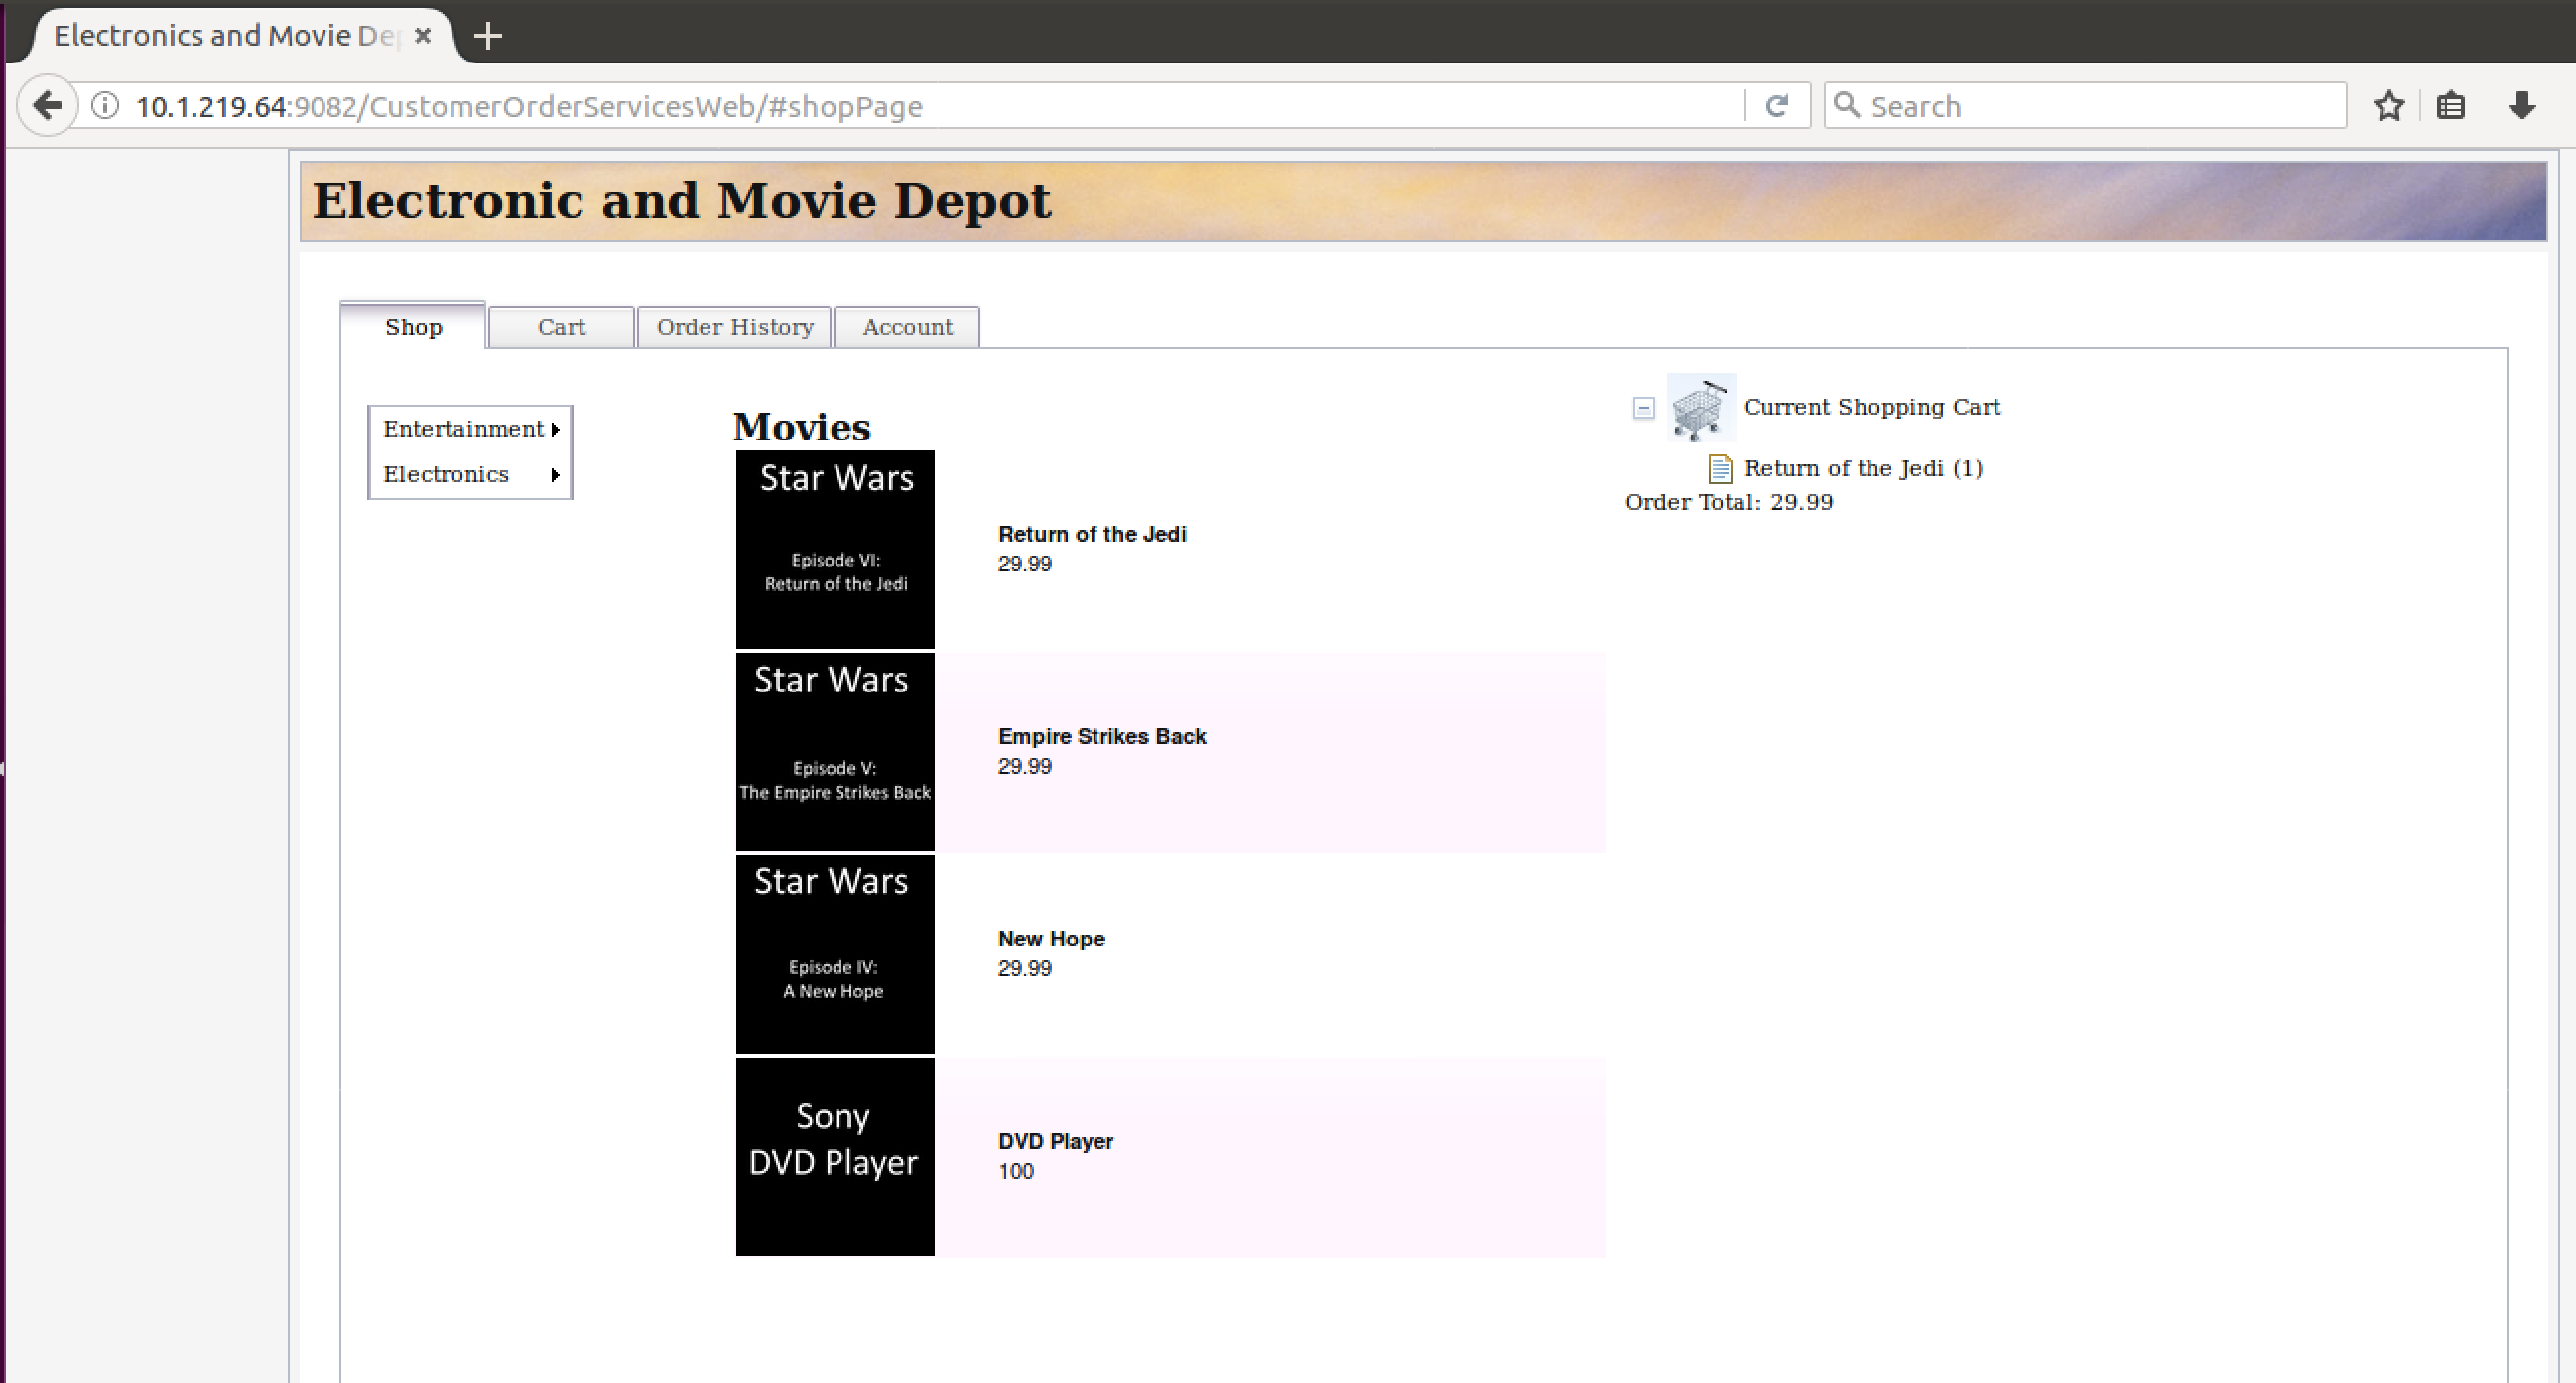 Electronics and Movie De
10.1.219.64:9082/CustomerOrderServicesWeb/#shopPage
Search
Electronic and Movie Depot
Shop
Cart
Order History
Account
Entertainment
Electronics
Movies
Star Wars
Episode VI:
Return of the Jedi
Return of the Jedi
29.99
Star Wars
Episode V:
The Empire Strikes Back
Empire Strikes Back
29.99
Star Wars
Episode IV:
A New Hope
New Hope
29.99
Sony
DVD Player
DVD Player
100
Current Shopping Cart
Return of the Jedi (1)
Order Total: 29.99